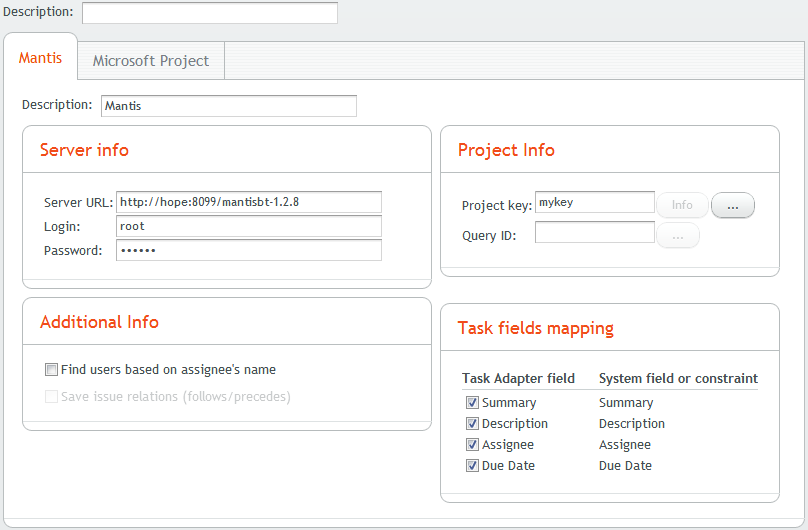 Description:
Mantis
Microsoft Project
Description: Mantis
Server info
Server URL: http://hope:8099/mantisbt-1.2.8
Login: root
Password: ••••••
Project Info
Project key: mykey Info ...
Query ID: ...
Additional Info
Find users based on assignee's name
Save issue relations (follows/precedes)
Task fields mapping
Task Adapter field System field or constraint
Summary Summary
Description Description
Assignee Assignee
Due Date Due Date